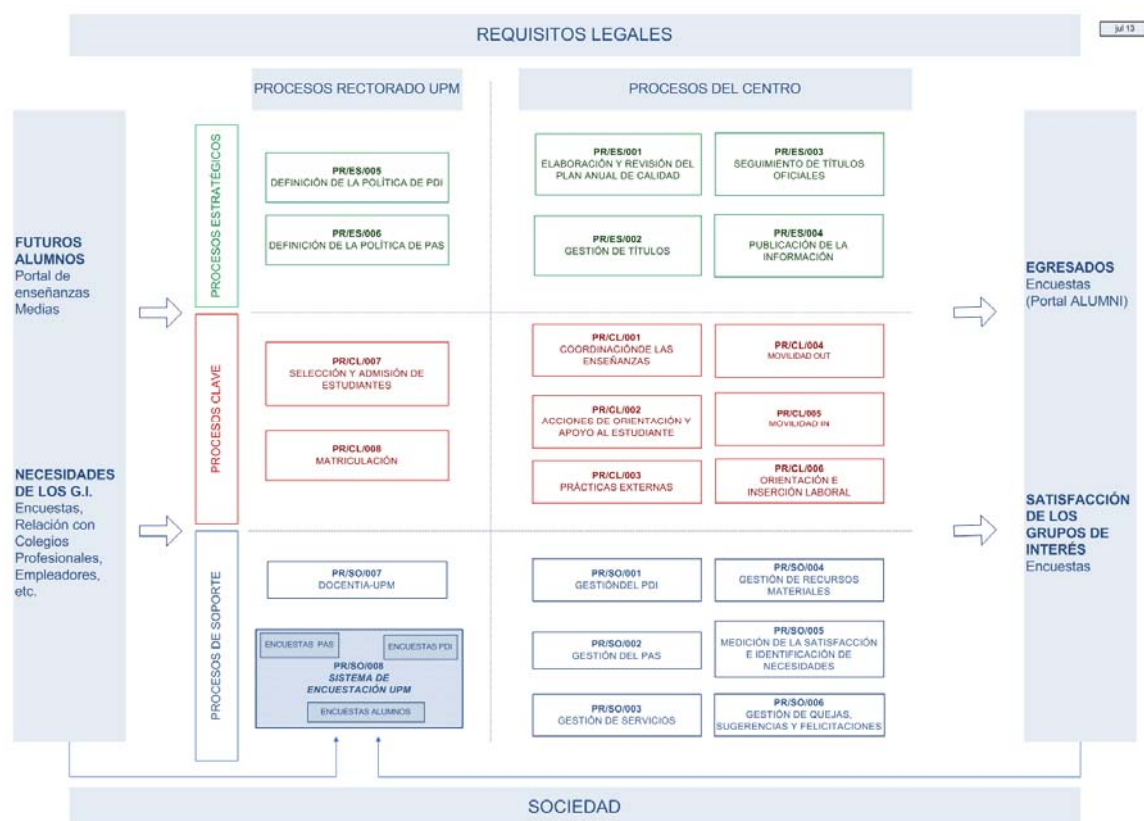 REQUISITOS LEGALES
jul 13
PROCESOS RECTORADO UPM
PROCESOS DEL CENTRO
FUTUROS
ALUMNOS
Portal de
enseñanzas
Medias
NECESIDADES
DE LOS G.I.
Encuestas,
Relación con
Colegios
Profesionales,
Empleadores,
etc.
PROCESOS ESTRATÉGICOS
PR/ES/005
DEFINICIÓN DE LA POLÍTICA DE PDI
PR/ES/006
DEFINICIÓN DE LA POLÍTICA DE PAS
PR/ES/001
ELABORACIÓN Y REVISIÓN DEL
PLAN ANUAL DE CALIDAD
PR/ES/003
SEGUIMIENTO DE TÍTULOS
OFICIALES
PR/ES/002
GESTIÓN DE TÍTULOS
PR/ES/004
PUBLICACIÓN DE LA
INFORMACIÓN
PROCESOS CLAVE
PR/CL/007
SELECCIÓN Y ADMISIÓN DE
ESTUDIANTES
PR/CL/008
MATRICULACIÓN
PR/CL/001
COORDINACIÓNDE LAS
ENSEÑANZAS
PR/CL/004
MOVILIDAD OUT
PR/CL/002
ACCIONES DE ORIENTACIÓN Y
APOYO AL ESTUDIANTE
PR/CL/005
MOVILIDAD IN
PR/CL/003
PRÁCTICAS EXTERNAS
PR/CL/006
ORIENTACIÓN E
INSERCIÓN LABORAL
PROCESOS DE SOPORTE
PR/SO/007
DOCENTIA-UPM
ENCUESTAS PAS
ENCUESTAS PDI
PR/SO/008
SISTEMA DE
ENCUESTACIÓN UPM
ENCUESTAS ALUMNOS
PR/SO/001
GESTIÓNDEL PDI
PR/SO/004
GESTIÓN DE RECURSOS
MATERIALES
PR/SO/002
GESTIÓN DEL PAS
PR/SO/005
MEDICIÓN DE LA SATISFACCIÓN
E IDENTIFICACIÓN DE
NECESIDADES
PR/SO/003
GESTIÓN DE SERVICIOS
PR/SO/006
GESTIÓN DE QUEJAS,
SUGERENCIAS Y FELICITACIONES
EGRESADOS
Encuestas
(Portal ALUMNI)
SATISFACCIÓN
DE LOS
GRUPOS DE
INTERÉS
Encuestas
SOCIEDAD